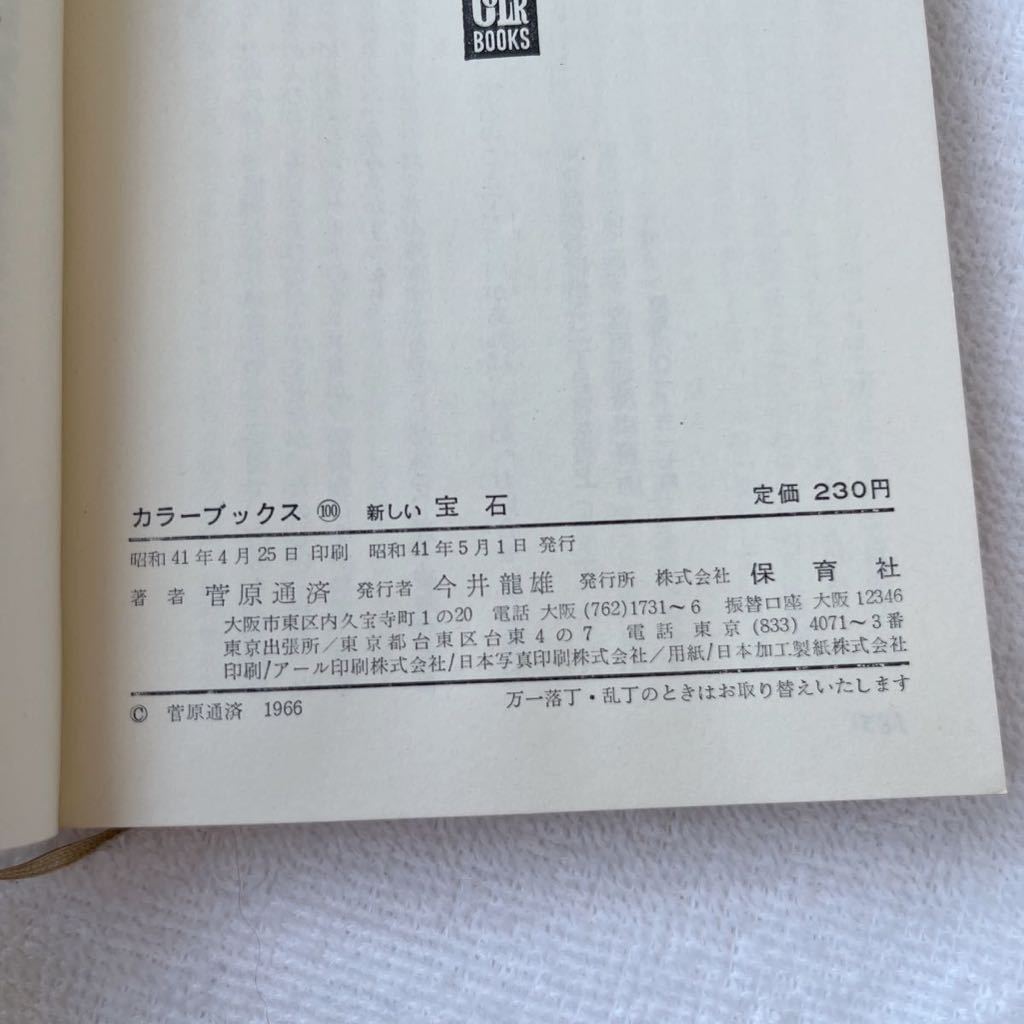 BOOKS
カラーブックス ⑩⓪ 新しい 宝石 定価 230円
昭和41年4月25日 印刷 昭和41年5月1日 発行
著者 菅原通済 発行者 今井龍雄 発行所 株式会社 保育社
大阪市東区内久宝寺町1の20 電話 大阪 (762)1731〜6 振替口座 大阪 12346
東京出張所/東京都台東区台東4の7 電話 東京 (833) 4071〜3番
印刷/アール印刷株式会社/日本写真印刷株式会社/用紙/日本加工製紙株式会社
© 菅原通済 1966 万一落丁・乱丁のときはお取り替えいたします